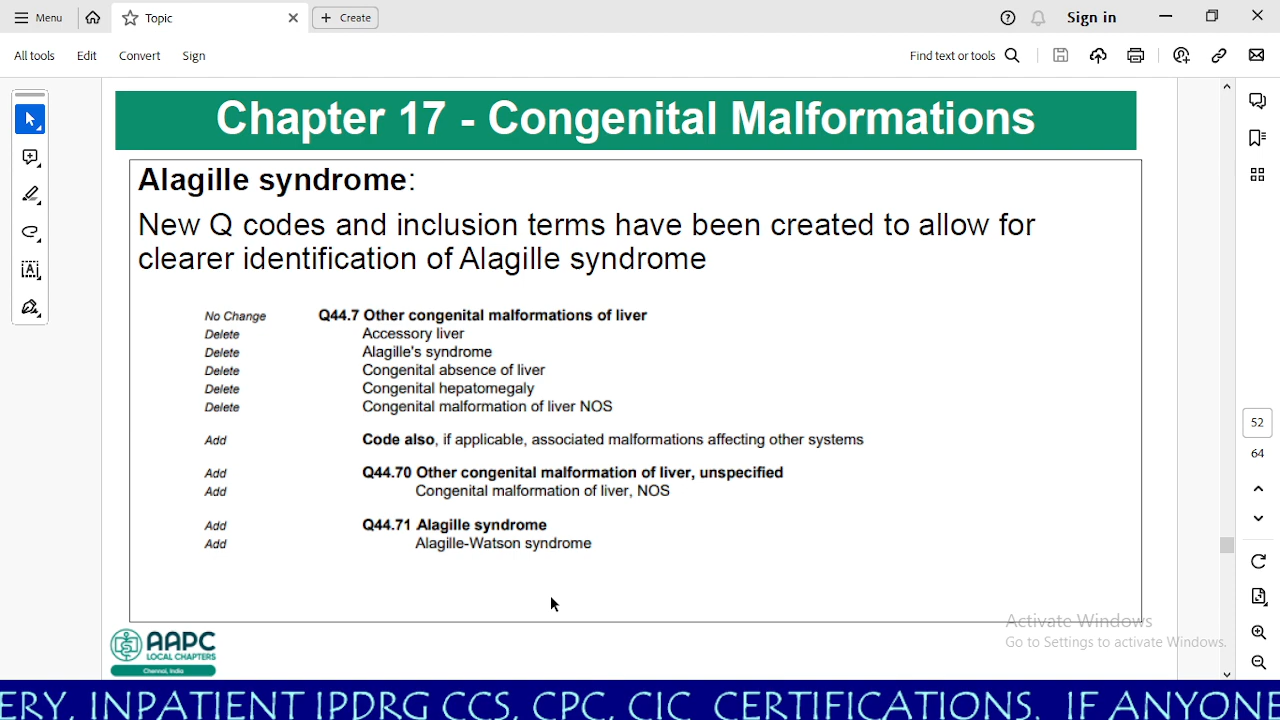 Menu
Topic
Create
Sign in
All tools
Edit
Convert
Sign
Find text or tools
Chapter 17 - Congenital Malformations
Alagille syndrome:
New Q codes and inclusion terms have been created to allow for
clearer identification of Alagille syndrome
No Change Q44.7 Other congenital malformations of liver
Delete Accessory liver
Delete Alagille's syndrome
Delete Congenital absence of liver
Delete Congenital hepatomegaly
Delete Congenital malformation of liver NOS
Add Code also, if applicable, associated malformations affecting other systems
Add Q44.70 Other congenital malformation of liver, unspecified
Add Congenital malformation of liver, NOS
Add Q44.71 Alagille syndrome
Add Alagille-Watson syndrome
52
64
Activate Windows
Go to Settings to activate Windows.
AAPC
LOCAL CHAPTERS
Chennai, India
ERY, INPATIENT IPDRG CCS, CPC, CIC CERTIFICATIONS. IF ANYONE